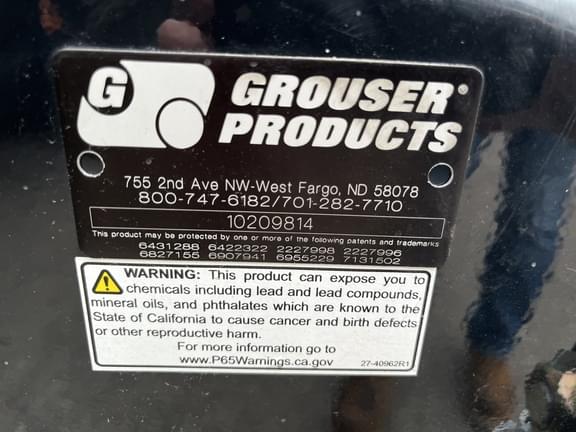 G
GROUSER®
PRODUCTS
755 2nd Ave NW-West Fargo, ND 58078
800-747-6182/701-282-7710
10209814
This product may be protected by one or more of the following patents and trademarks
6431288 6422322 2227998 2227996
6827155 6907941 6955229 7131502
WARNING: This product can expose you to
chemicals including lead and lead compounds,
mineral oils, and phthalates which are known to the
State of California to cause cancer and birth defects
or other reproductive harm.
For more information go to
www.P65Warnings.ca.gov
27-40962R1